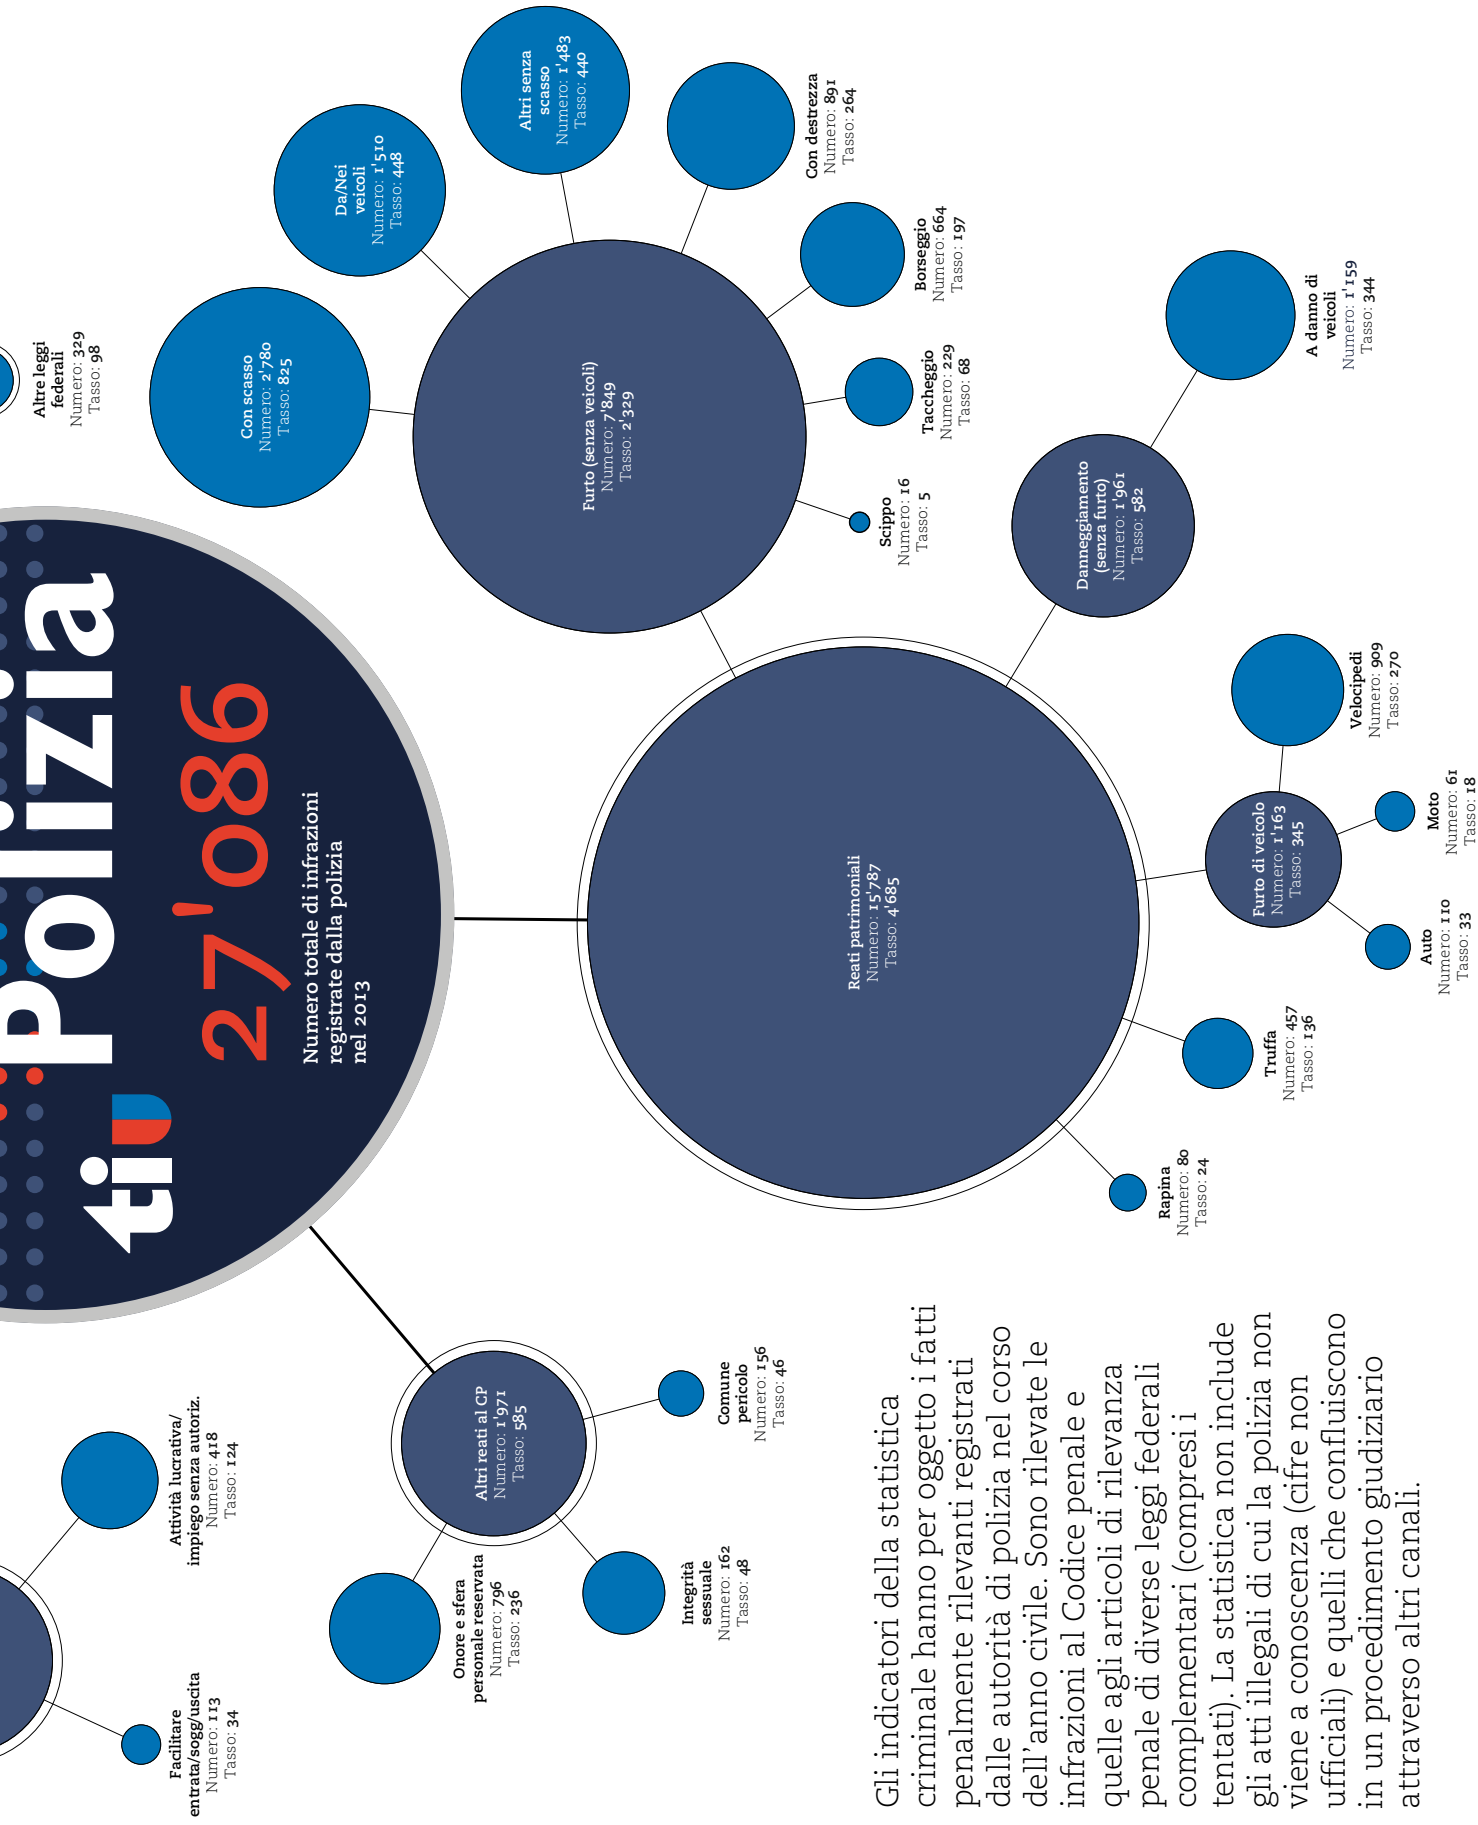 Polizia
tiU
27'086
Numero totale di infrazioni
registrate dalla polizia
nel 2013
Altre leggi
federali
Numero: 329
Tasso: 98
Con scasso
Numero: 2'780
Tasso: 825
Da/Nei
veicoli
Numero: 1'510
Tasso: 448
Altri senza
scasso
Numero: 1'483
Tasso: 440
Con destrezza
Numero: 891
Tasso: 264
Borseggio
Numero: 664
Tasso: 197
Taccheggio
Numero: 229
Tasso: 68
Scippo
Numero: 16
Tasso: 5
Furto (senza veicoli)
Numero: 7'849
Tasso: 2'329
A danno di
veicoli
Numero: 1'159
Tasso: 344
Danneggiamento
(senza furto)
Numero: 1'961
Tasso: 582
Reati patrimoniali
Numero: 15'787
Tasso: 4'685
Velocipedi
Numero: 909
Tasso: 270
Moto
Numero: 61
Tasso: 18
Furto di veicolo
Numero: 1'163
Tasso: 345
Auto
Numero: 110
Tasso: 33
Truffa
Numero: 457
Tasso: 136
Rapina
Numero: 80
Tasso: 24
Altri reati al CP
Numero: 1'971
Tasso: 585
Comune
pericolo
Numero: 156
Tasso: 46
Integrità
sessuale
Numero: 162
Tasso: 48
Onore e sfera
personale reservata
Numero: 796
Tasso: 236
Attività lucrativa/
impiego senza autoriz.
Numero: 418
Tasso: 124
Facilitare
entrata/sogg/uscita
Numero: 113
Tasso: 34
Gli indicatori della statistica
criminale hanno per oggetto i fatti
penalmente rilevanti registrati
dalle autorità di polizia nel corso
dell'anno civile. Sono rilevate le
infrazioni al Codice penale e
quelle agli articoli di rilevanza
penale di diverse leggi federali
complementari (compresi i
tentati). La statistica non include
gli atti illegali di cui la polizia non
viene a conoscenza (cifre non
ufficiali) e quelli che confluiscono
in un procedimento giudiziario
attraverso altri canali.